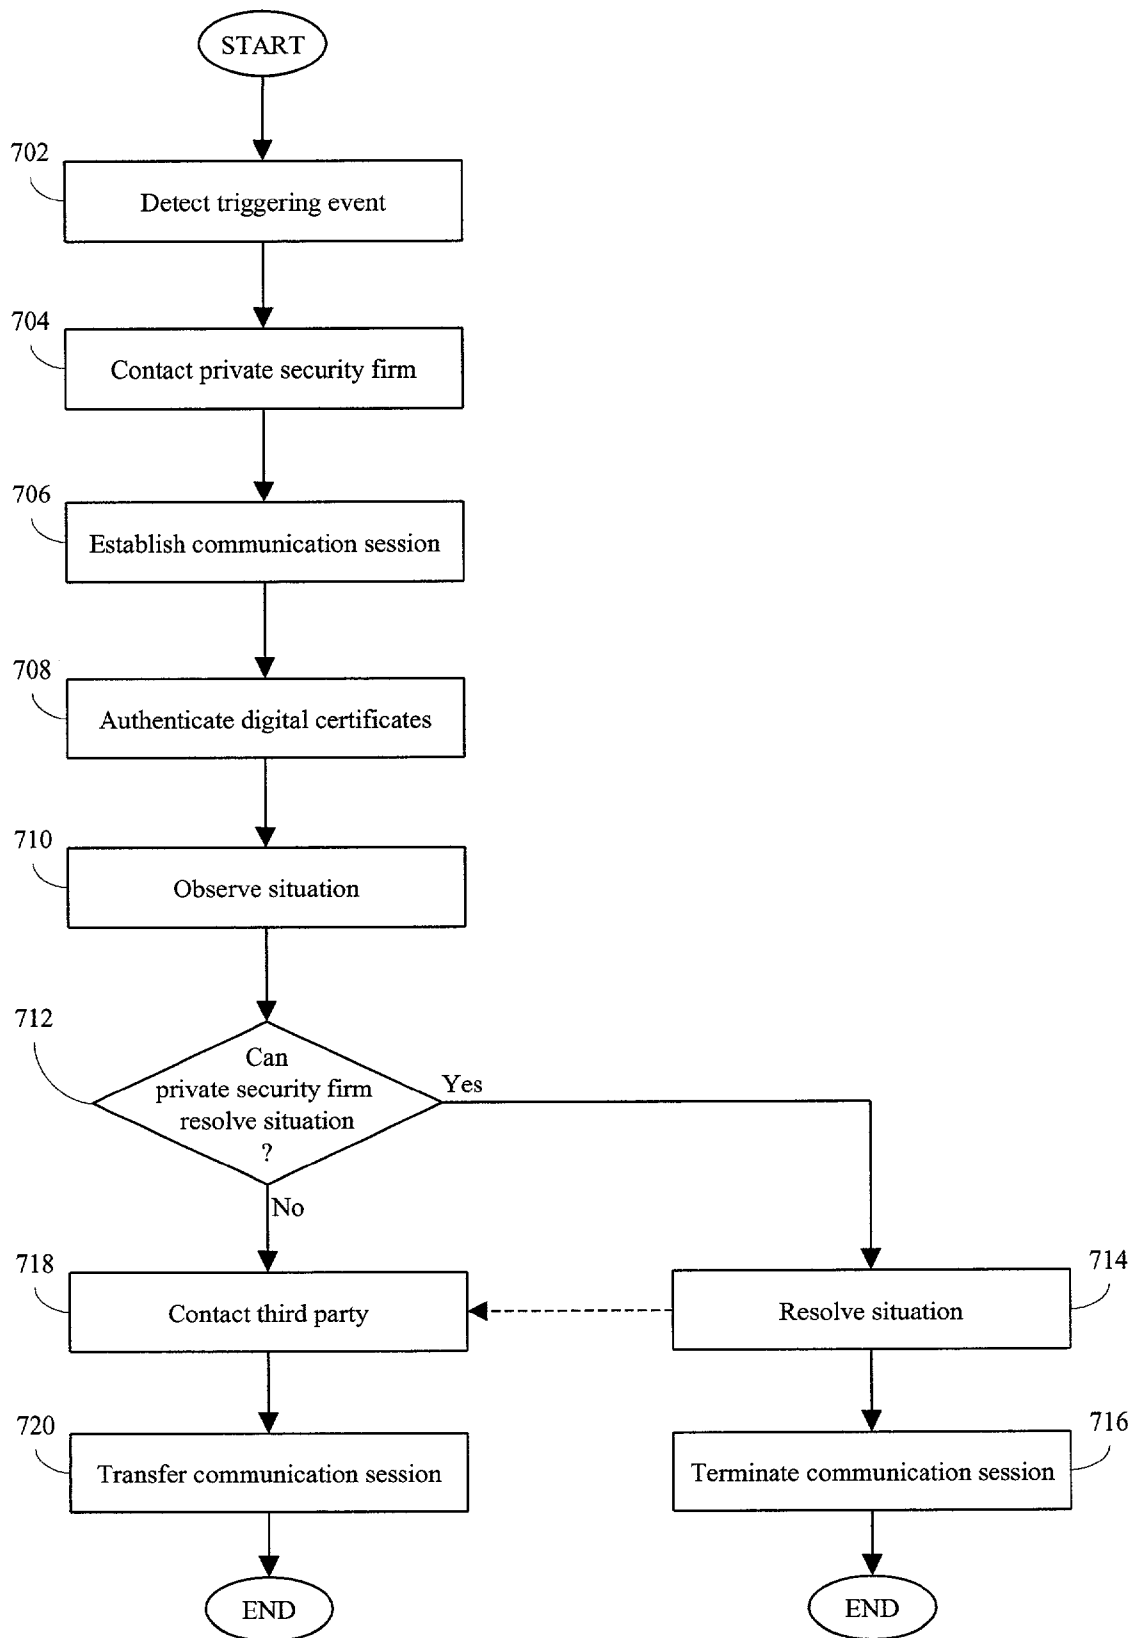 START
702
Detect triggering event
704
Contact private security firm
706
Establish communication session
708
Authenticate digital certificates
710
Observe situation
712
Can
private security firm
resolve situation
?
Yes
No
718
Contact third party
714
Resolve situation
720
Transfer communication session
716
Terminate communication session
END
END